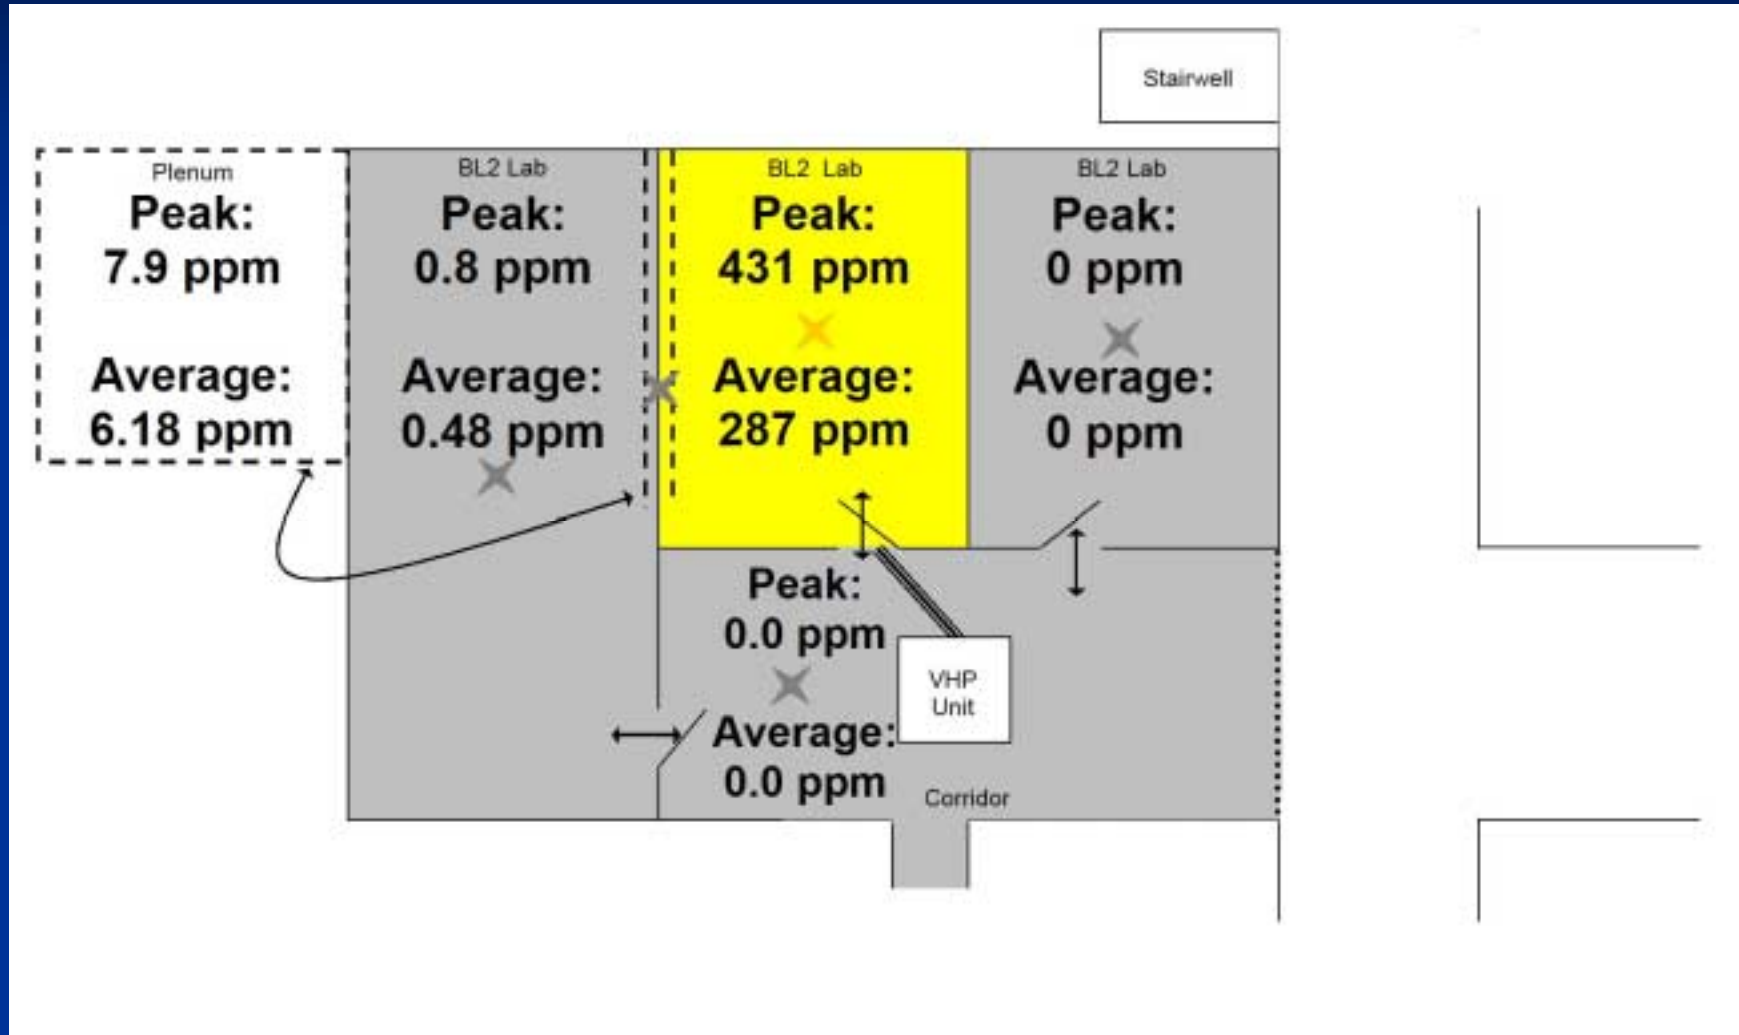 Stairwell
Plenum
Peak:
7.9 ppm
Average:
6.18 ppm
BL2 Lab
Peak:
0.8 ppm
Average:
0.48 ppm
BL2 Lab
Peak:
431 ppm
Average:
287 ppm
BL2 Lab
Peak:
0 ppm
Average:
0 ppm
Peak:
0.0 ppm
Average:
0.0 ppm
VHP
Unit
Corridor